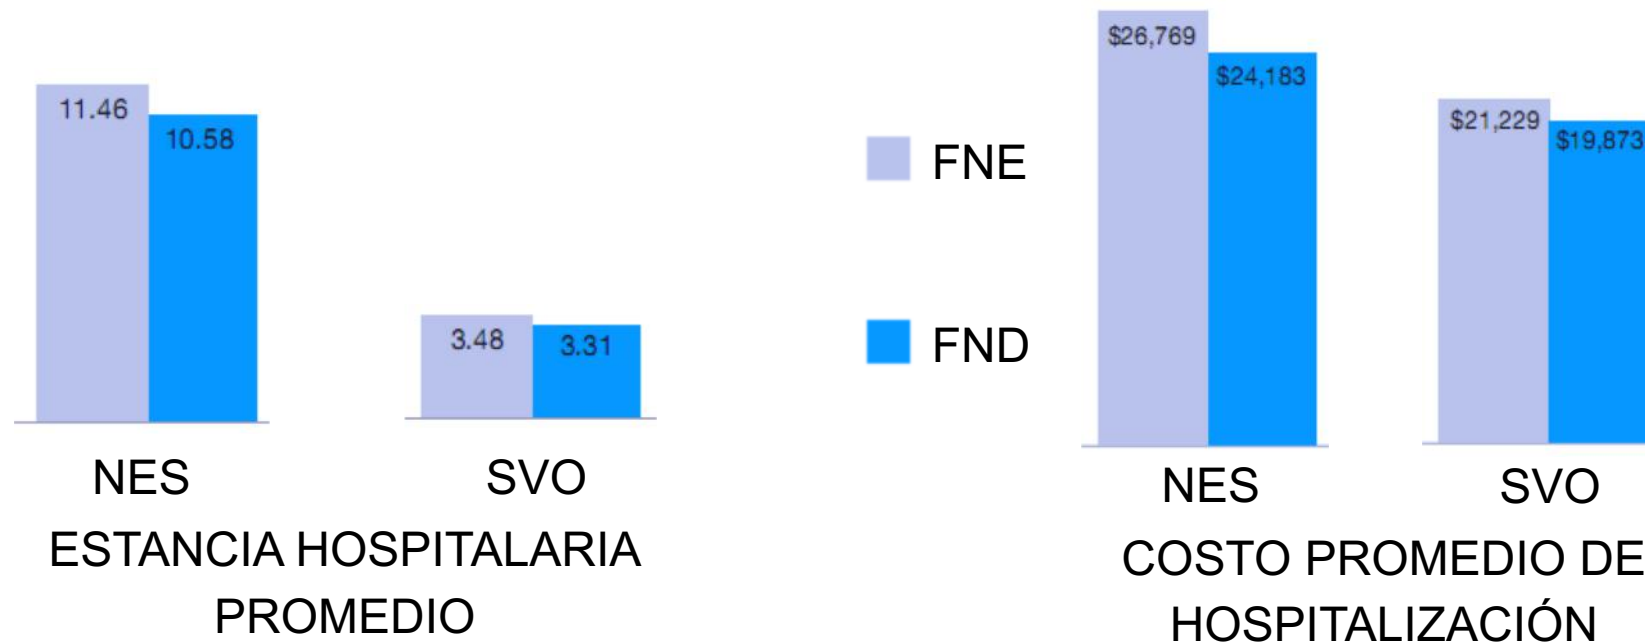 11.46
10.58
3.48
3.31
NES
SVO
ESTANCIA HOSPITALARIA
PROMEDIO
FNE
FND
$26,769
$24,183
$21,229
$19,873
NES
SVO
COSTO PROMEDIO DE
HOSPITALIZACIÓN